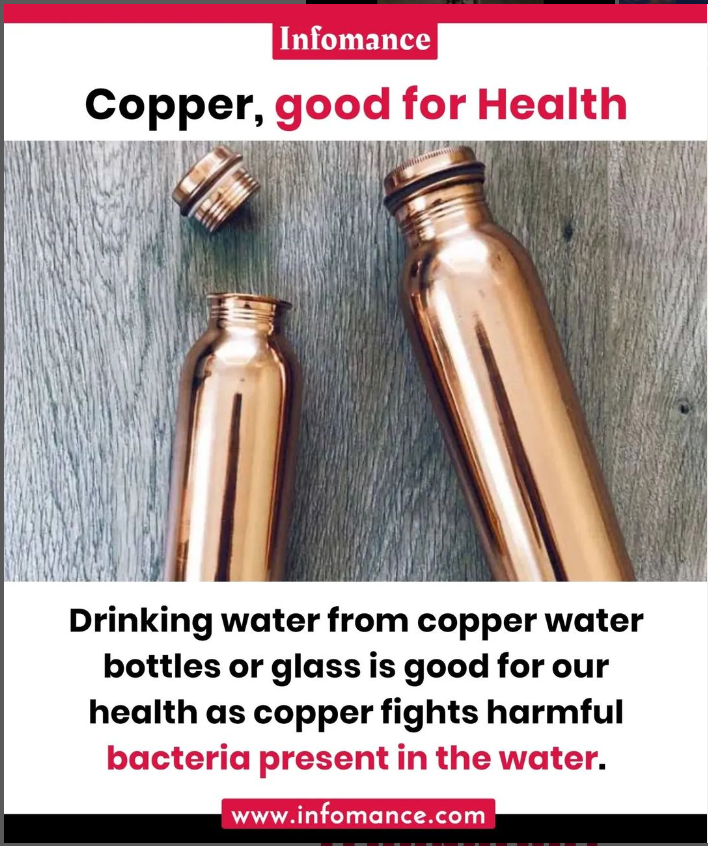 Infomance
Copper, good for Health
Drinking water from copper water
bottles or glass is good for our
health as copper fights harmful
bacteria present in the water.
www.infomance.com